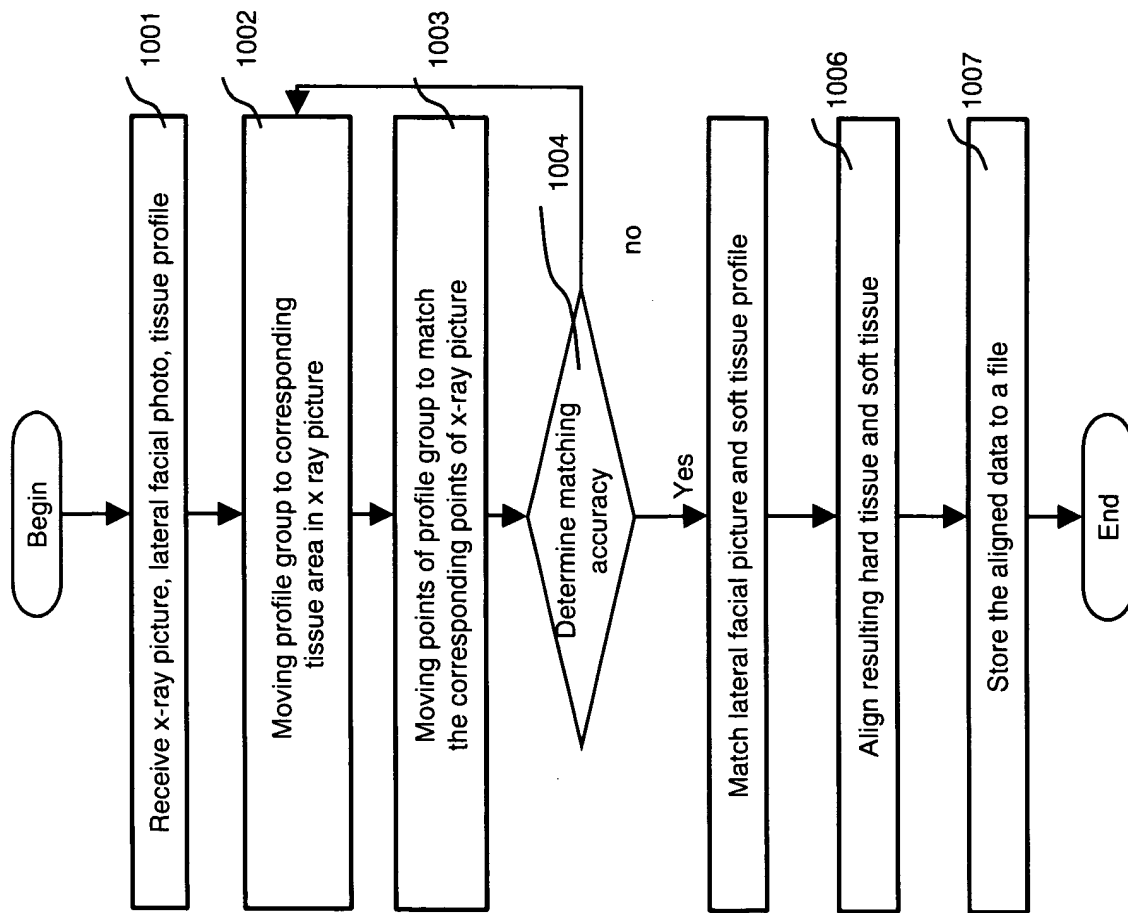 Begin
1001
Receive x-ray picture, lateral facial photo, tissue profile
1002
Moving profile group to corresponding
tissue area in x ray picture
1003
Moving points of profile group to match
the corresponding points of x-ray picture
1004
Determine matching
accuracy
no
Yes
Match lateral facial picture and soft tissue profile
1006
Align resulting hard tissue and soft tissue
1007
Store the aligned data to a file
End